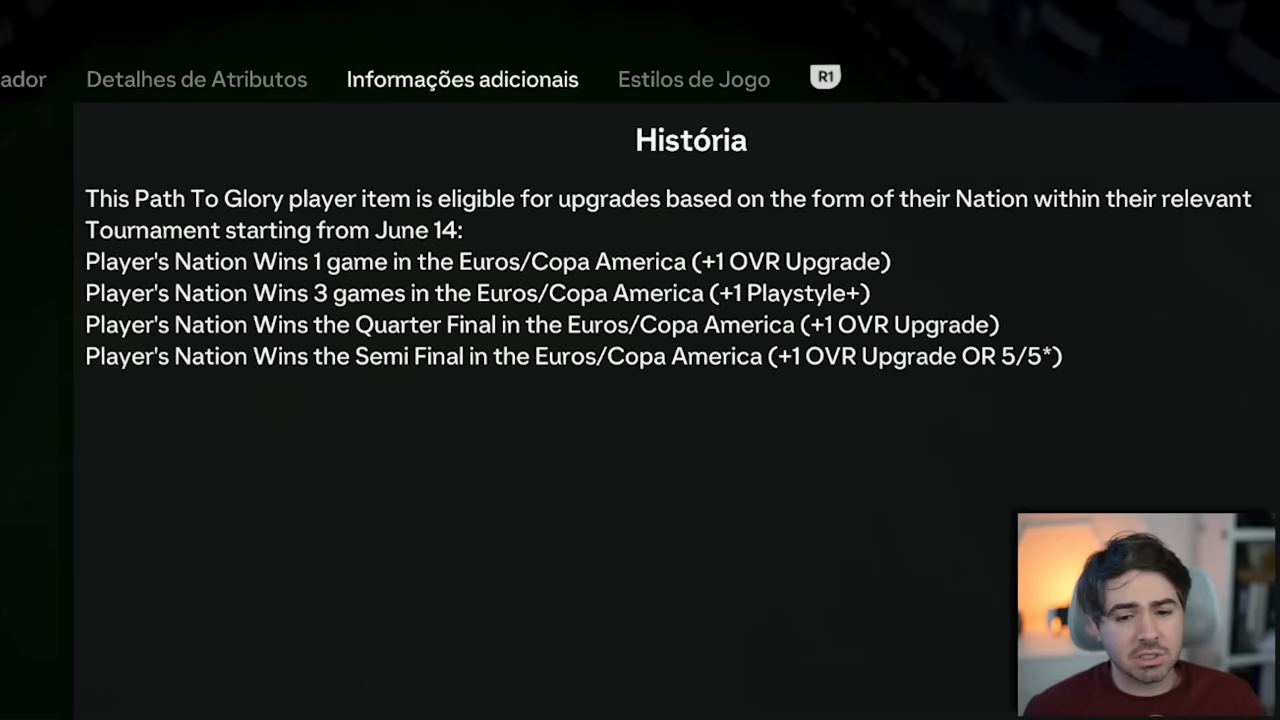 ador Detalhes de Atributos Informações adicionais Estilos de Jogo R1
História
This Path To Glory player item is eligible for upgrades based on the form of their Nation within their relevant
Tournament starting from June 14:
Player's Nation Wins 1 game in the Euros/Copa America (+1 OVR Upgrade)
Player's Nation Wins 3 games in the Euros/Copa America (+1 Playstyle+)
Player's Nation Wins the Quarter Final in the Euros/Copa America (+1 OVR Upgrade)
Player's Nation Wins the Semi Final in the Euros/Copa America (+1 OVR Upgrade OR 5/5*)